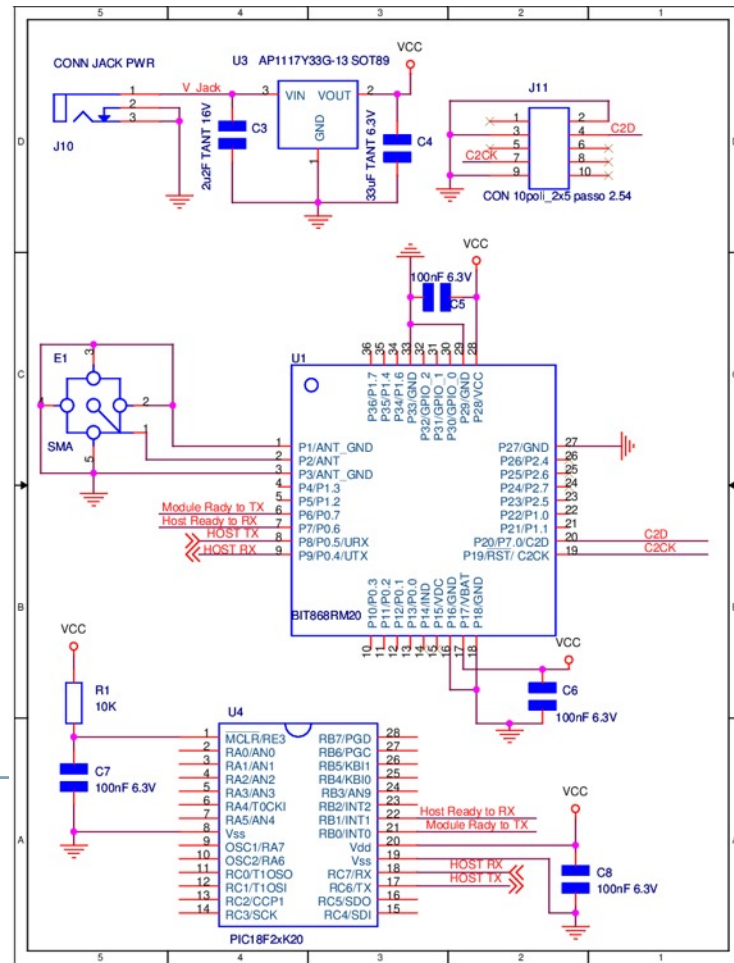 5 4 3 2 1
CONN JACK PWR
J10
1
2
3
V_Jack
U3 AP1117Y33G-13 SOT89
3 VIN VOUT 2
GND
1
VCC
C3
2u2F TANT 16V
C4
33uF TANT 6.3V
J11
1 2
3 4 C2D
5 6
C2CK 7 8
9 10
CON 10poli_2x5 passo 2.54
D
VCC
100nF 6.3V
C5
E1
3
4
2
1
5
SMA
U1
36 P36/P1.7
35 P35/P1.4
34 P34/P1.6
33 P33/GND
32 P32/GPIO_2
31 P31/GPIO_1
30 P30/GPIO_0
29 P29/GND
28 P28/VCC
C
1 P1/ANT_GND
2 P2/ANT
3 P3/ANT_GND
4 P4/P1.3
5 P5/P1.2
Module Rady to TX 6 P6/P0.7
Host Ready to RX 7 P7/P0.6
HOST TX 8 P8/P0.5/URX
HOST RX 9 P9/P0.4/UTX
P27/GND 27
P26/P2.4 26
P25/P2.6 25
P24/P2.7 24
P23/P2.5 23
P22/P1.0 22
P21/P1.1 21
P20/P7.0/C2D 20 C2D
P19/RST/ C2CK 19 C2CK
B
BIT868RM20
10 P10/P0.3
11 P11/P0.2
12 P12/P0.1
13 P13/P0.0
14 P14/IND
15 P15/VDC
16 P16/GND
17 P17/VBAT
18 P18/GND
VCC
C6
100nF 6.3V
VCC
R1
10K
C7
100nF 6.3V
U4
1 MCLR/RE3 RB7/PGD 28
2 RA0/AN0 RB6/PGC 27
3 RA1/AN1 RB5/KBI1 26
4 RA2/AN2 RB4/KBI0 25
5 RA3/AN3 RB3/AN9 24
6 RA4/T0CKI RB2/INT2 23
7 RA5/AN4 RB1/INT1 22 Host Ready to RX
8 Vss RB0/INT0 21 Module Rady to TX
9 OSC1/RA7 Vdd 20
10 OSC2/RA6 Vss 19
11 RC0/T1OSO RC7/RX 18 HOST RX
12 RC1/T1OSI RC6/TX 17 HOST TX
13 RC2/CCP1 RC5/SDO 16
14 RC3/SCK RC4/SDI 15
PIC18F2xK20
VCC
C8
100nF 6.3V
A
5 4 3 2 1